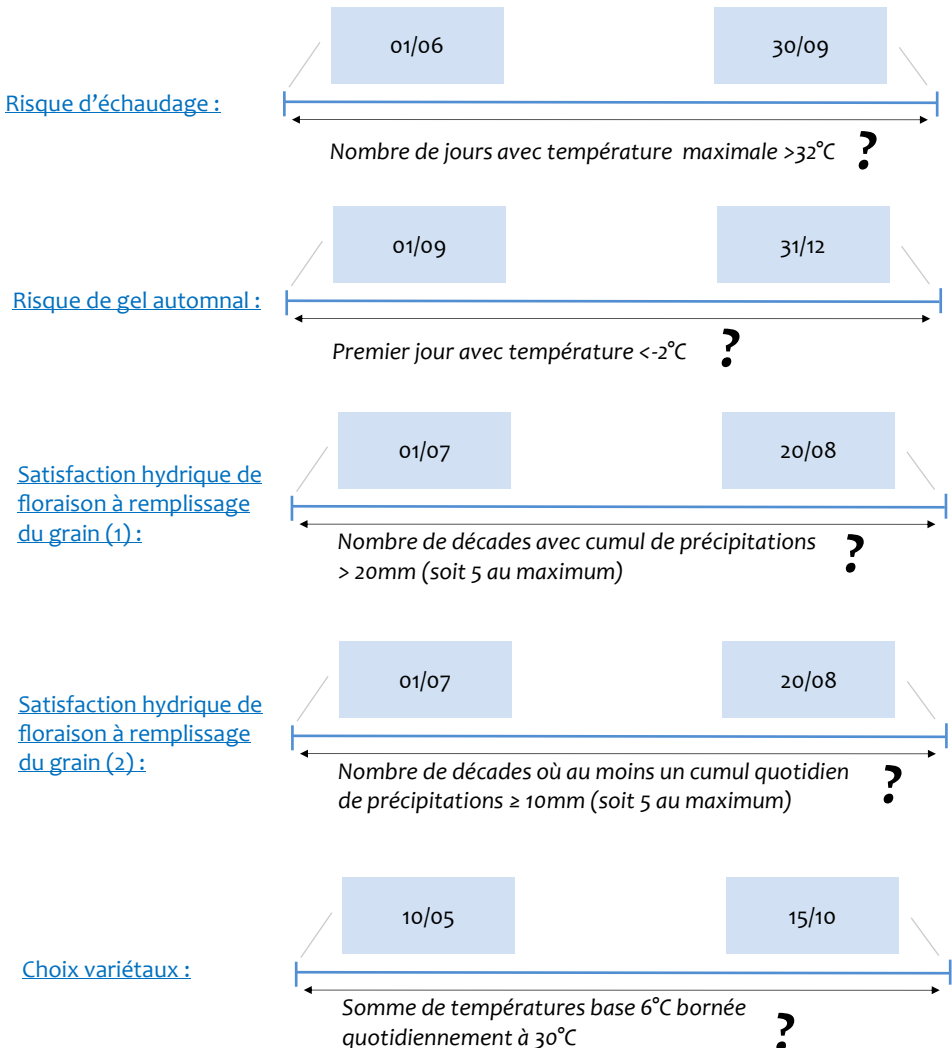 01/06
30/09
Risque d'échaudage :
Nombre de jours avec température maximale >32°C ?
01/09
31/12
Risque de gel automnal :
Premier jour avec température <-2°C ?
01/07
20/08
Satisfaction hydrique de
floraison à remplissage
du grain (1) :
Nombre de décades avec cumul de précipitations
> 20mm (soit 5 au maximum)
?
01/07
20/08
Satisfaction hydrique de
floraison à remplissage
du grain (2) :
Nombre de décades où au moins un cumul quotidien
de précipitations ≥ 10mm (soit 5 au maximum)
?
10/05
15/10
Choix variétaux :
Somme de températures base 6°C bornée
quotidiennement à 30°C
?